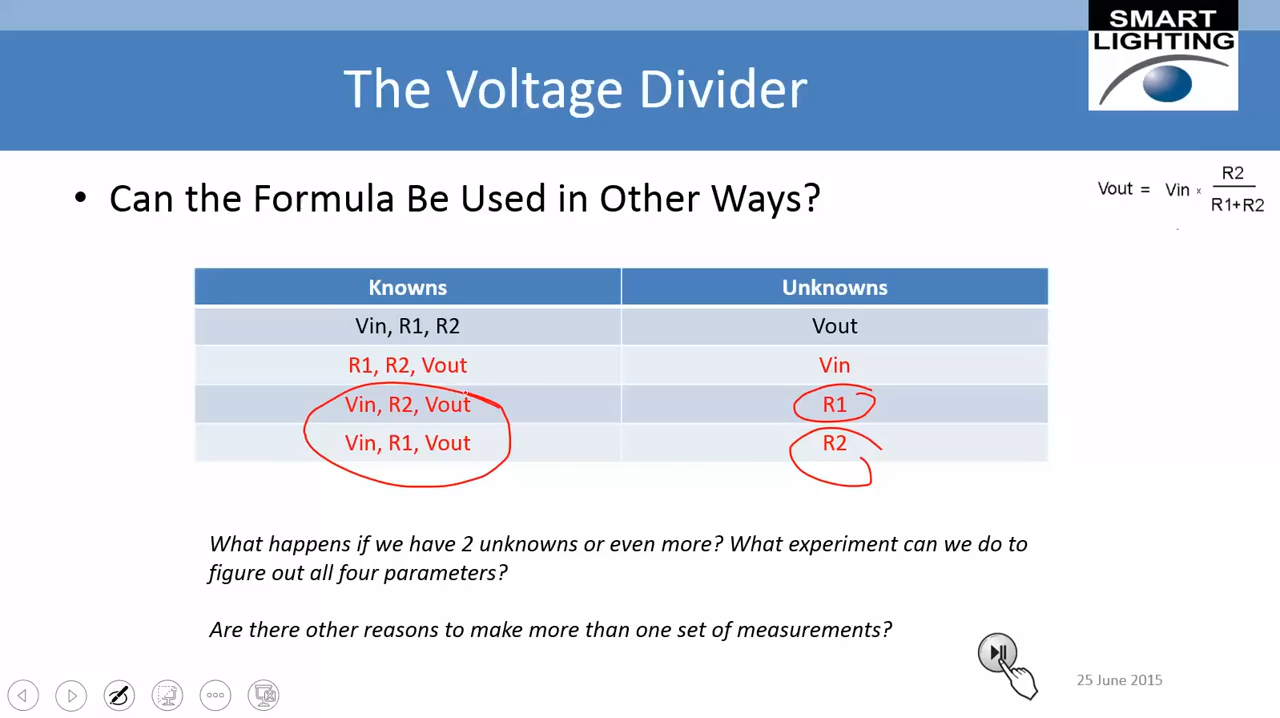 SMART
LIGHTING
The Voltage Divider
• Can the Formula Be Used in Other Ways?
Vout = Vin × R2
R1+R2
Knowns Unknowns
Vin, R1, R2 Vout
R1, R2, Vout Vin
Vin, R2, Vout R1
Vin, R1, Vout R2
What happens if we have 2 unknowns or even more? What experiment can we do to
figure out all four parameters?
Are there other reasons to make more than one set of measurements?
25 June 2015